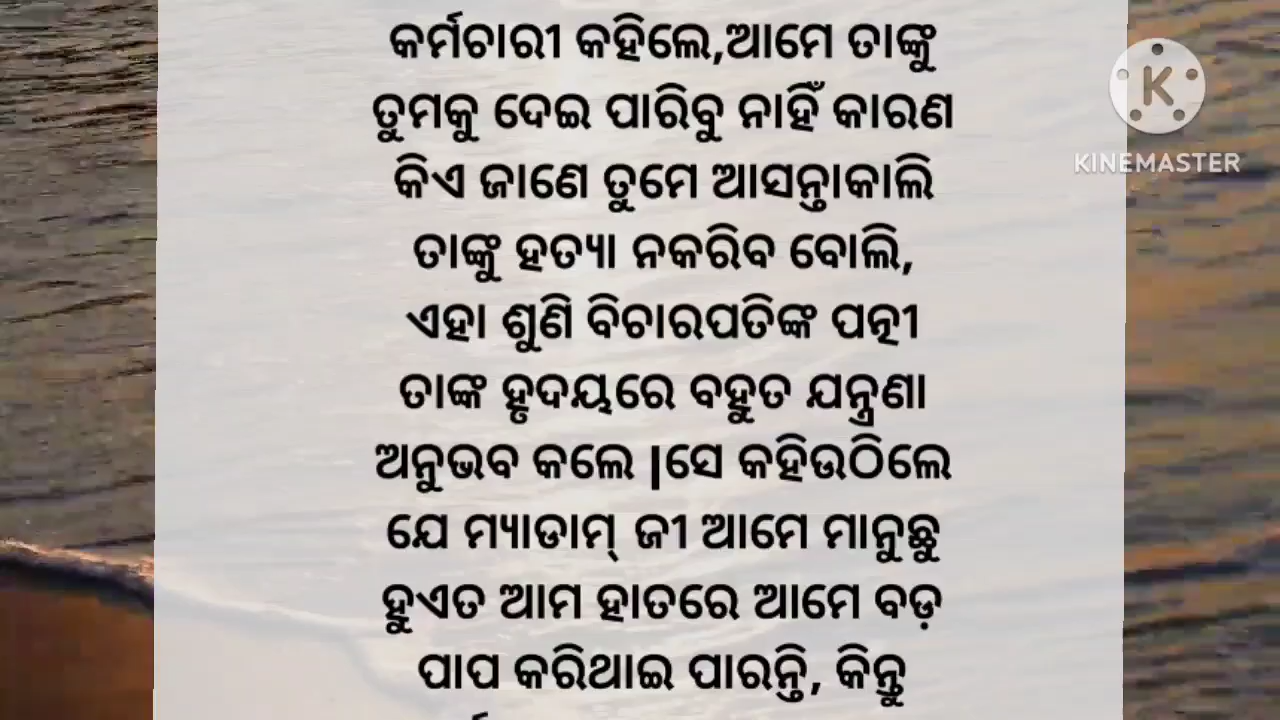 କର୍ମଚାରୀ କହିଲେ,ଆମେ ତାଙ୍କୁ
ତୁମକୁ ଦେଇ ପାରିବୁ ନାହିଁ କାରଣ
କିଏ ଜାଣେ ତୁମେ ଆସନ୍ତାକାଲି
ତାଙ୍କୁ ହତ୍ୟା ନକରିବ ବୋଲି,
ଏହା ଶୁଣି ବିଚାରପତିଙ୍କ ପତ୍ନୀ
ତାଙ୍କ ହୃଦୟରେ ବହୁତ ଯନ୍ତ୍ରଣା
ଅନୁଭବ କଲେ |ସେ କହିଉଠିଲେ
ଯେ ମ୍ୟାଡାମ୍ ଜୀ ଆମେ ମାନୁଛୁ
ହୁଏତ ଆମ ହାତରେ ଆମେ ବଡ଼
ପାପ କରିଥାଇ ପାରନ୍ତି, କିନ୍ତୁ
K
KINEMASTER